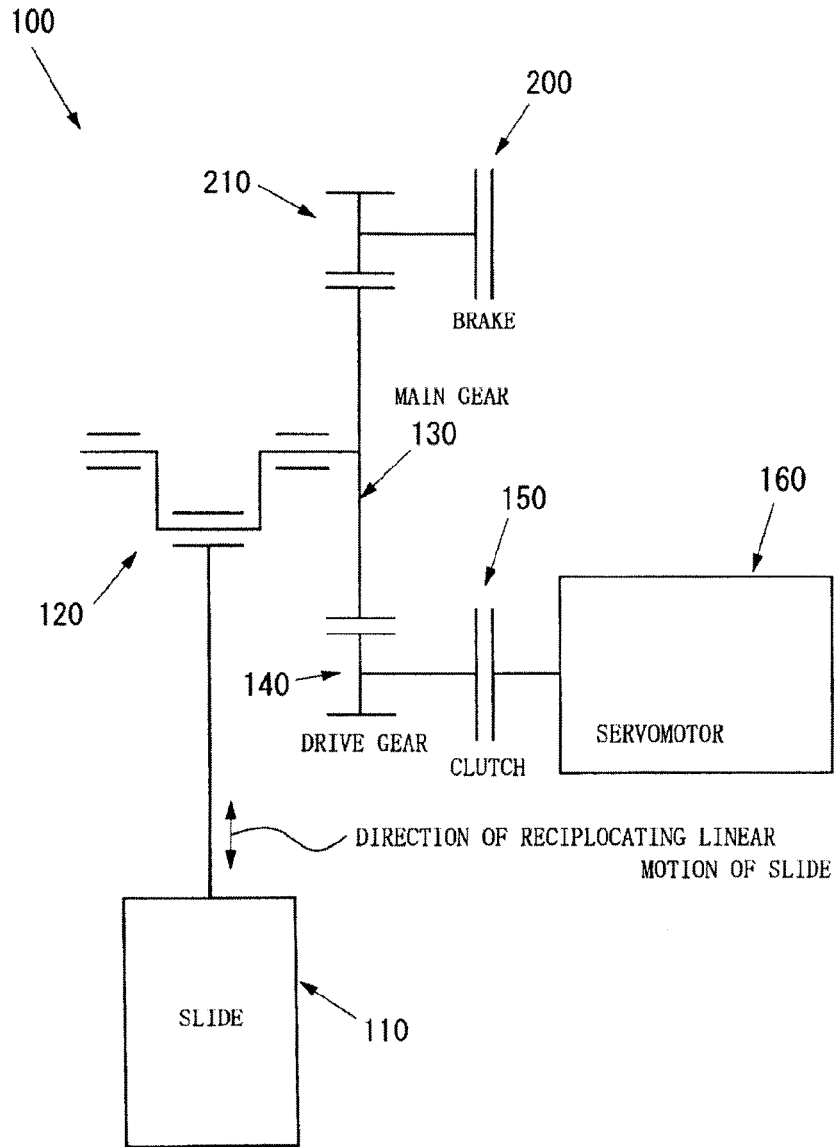 100
200
210
BRAKE
MAIN GEAR
130
150
160
120
140
DRIVE GEAR
CLUTCH
SERVOMOTOR
DIRECTION OF RECIPLOCATING LINEAR
MOTION OF SLIDE
SLIDE
110